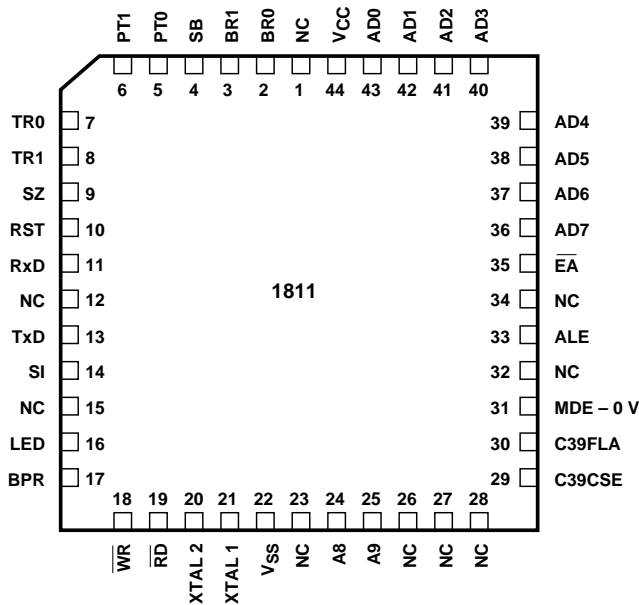 PT1 PT0 SB BR1 BR0 NC VCC AD0 AD1 AD2 AD3
6 5 4 3 2 1 44 43 42 41 40
TR0 7 39 AD4
TR1 8 38 AD5
SZ 9 37 AD6
RST 10 36 AD7
RxD 11 35 E̅A̅
NC 12 1811 34 NC
TxD 13 33 ALE
SI 14 32 NC
NC 15 31 MDE – 0 V
LED 16 30 C39FLA
BPR 17 29 C39CSE
18 19 20 21 22 23 24 25 26 27 28
W̅R̅ R̅D̅ XTAL 2 XTAL 1 VSS NC A8 A9 NC NC NC